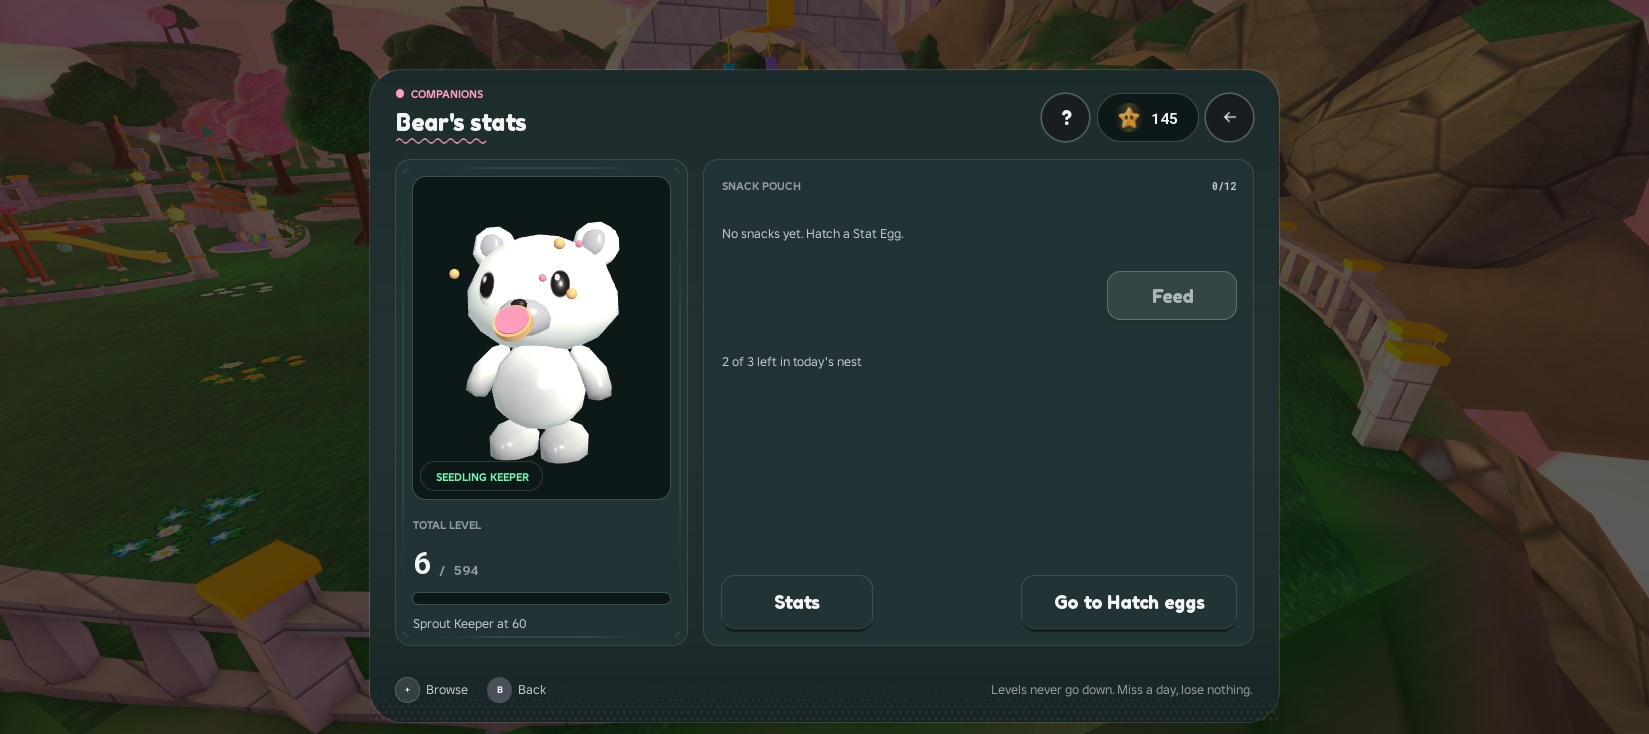 COMPANIONS
Bear's stats
?
145
←
SEEDLING KEEPER
TOTAL LEVEL
6 / 594
Sprout Keeper at 60
SNACK POUCH
0/12
No snacks yet. Hatch a Stat Egg.
Feed
2 of 3 left in today's nest
Stats
Go to Hatch eggs
+ Browse
B Back
Levels never go down. Miss a day, lose nothing.